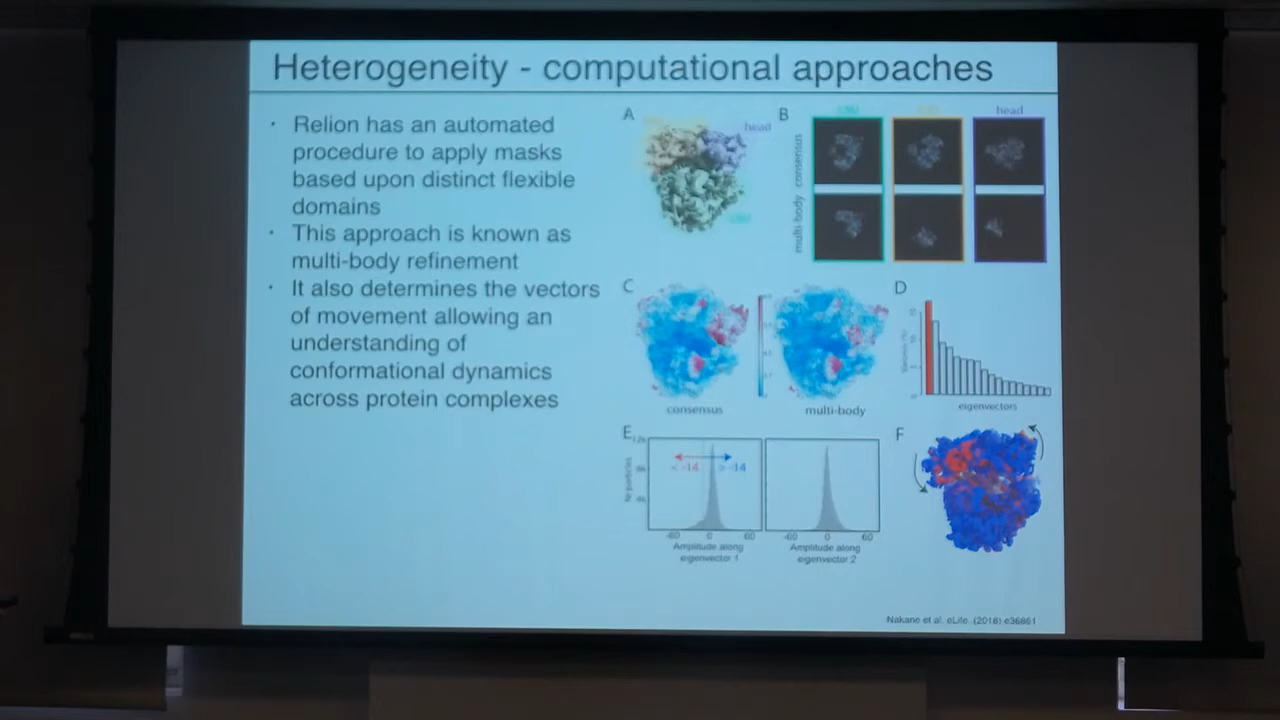 Heterogeneity - computational approaches
· Relion has an automated
procedure to apply masks
based upon distinct flexible
domains
· This approach is known as
multi-body refinement
· It also determines the vectors
of movement allowing an
understanding of
conformational dynamics
across protein complexes
A
head
B
head
consensus
multi-body
C
consensus
multi-body
D
eigenvectors
E
< -14
> -14
-60 0 60
Amplitude along
eigenvector 1
-60 0 60
Amplitude along
eigenvector 2
F
Nakane et al. eLife. (2018) e36861